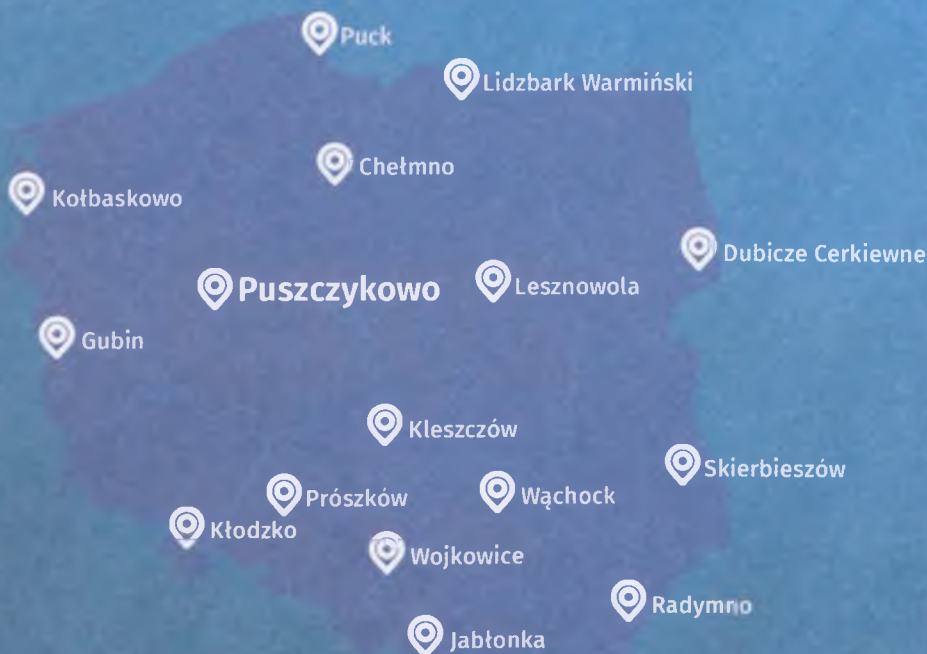 Puck
Lidzbark Warmiński
Chełmno
Kołbaskowo
Dubicze Cerkiewne
Puszczykowo
Lesznowola
Gubin
Kleszczów
Skierbieszów
Prószków
Wąchock
Kłodzko
Wojkowice
Radymno
Jabłonka